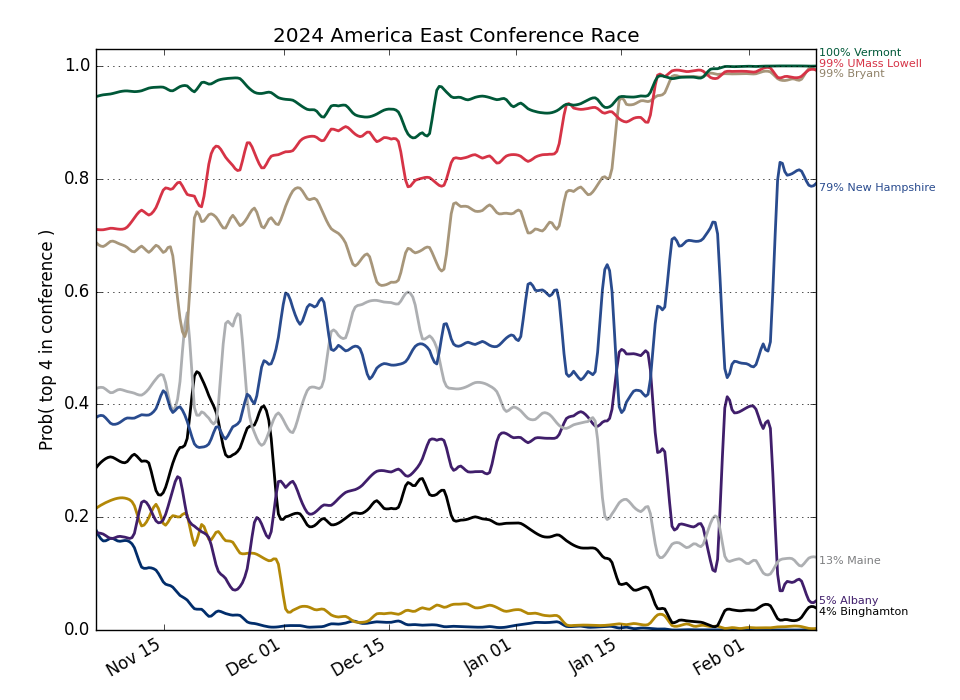 2024 America East Conference Race
Prob( top 4 in conference )
1.0
0.8
0.6
0.4
0.2
0.0
Nov 15
Dec 01
Dec 15
Jan 01
Jan 15
Feb 01
100% Vermont
99% UMass Lowell
99% Bryant
79% New Hampshire
13% Maine
5% Albany
4% Binghamton